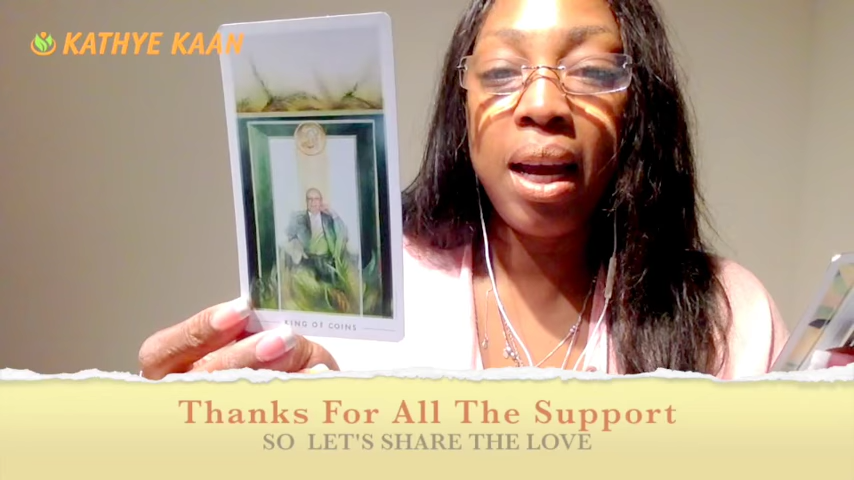 KATHYE KAAN
KING OF COINS
Thanks For All The Support
SO LET'S SHARE THE LOVE